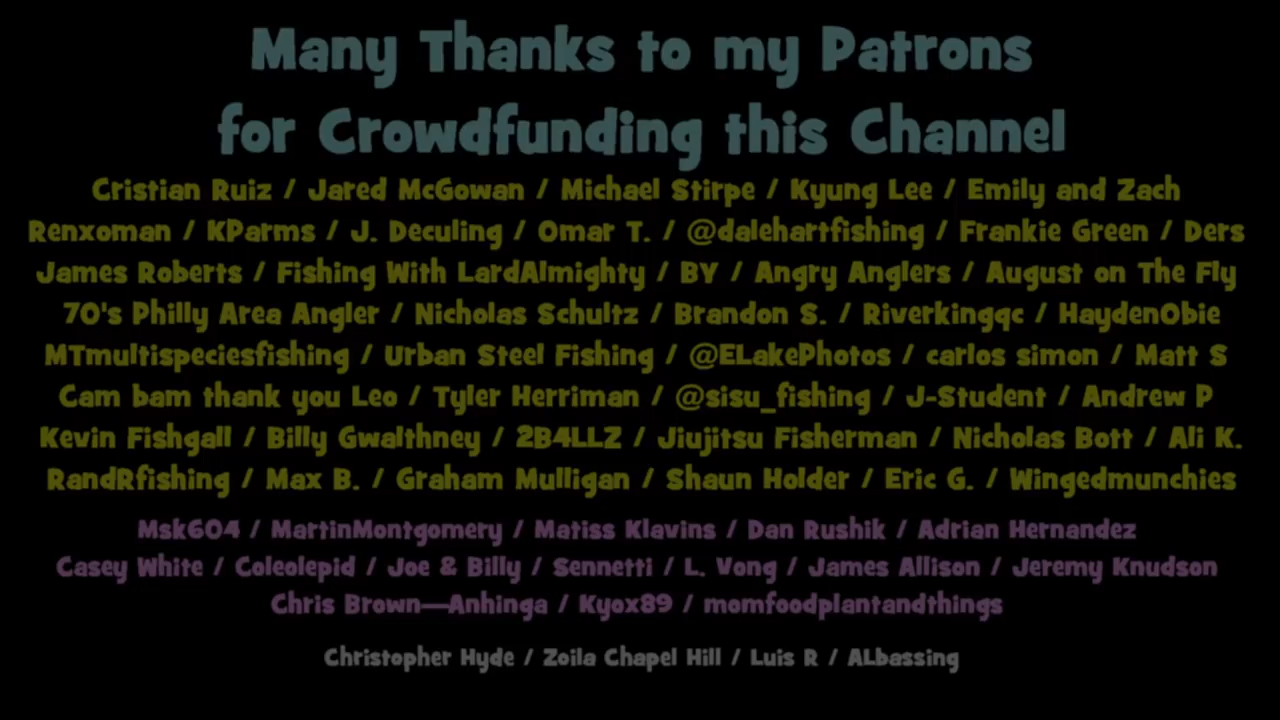 Many Thanks to my Patrons
for Crowdfunding this Channel
Cristian Ruiz / Jared McGowan / Michael Stirpe / Kyung Lee / Emily and Zach
Renxoman / KParms / J. Deculing / Omar T. / @dalehartfishing / Frankie Green / Ders
James Roberts / Fishing With LardAlmighty / BY / Angry Anglers / August on The Fly
70's Philly Area Angler / Nicholas Schultz / Brandon S. / Riverkingqc / HaydenObie
MTmultispeciesfishing / Urban Steel Fishing / @ELakePhotos / carlos simon / Matt S
Cam bam thank you Leo / Tyler Herriman / @sisu_fishing / J-Student / Andrew P
Kevin Fishgall / Billy Gwalthney / 2B4LLZ / Jiujitsu Fisherman / Nicholas Bott / Ali K.
RandRfishing / Max B. / Graham Mulligan / Shaun Holder / Eric G. / Wingedmunchies
Msk604 / MartinMontgomery / Matiss Klavins / Dan Rushik / Adrian Hernandez
Casey White / Coleolepid / Joe & Billy / Sennetti / L. Vong / James Allison / Jeremy Knudson
Chris Brown—Anhinga / Kyox89 / momfoodplantandthings
Christopher Hyde / Zoila Chapel Hill / Luis R / ALbassing